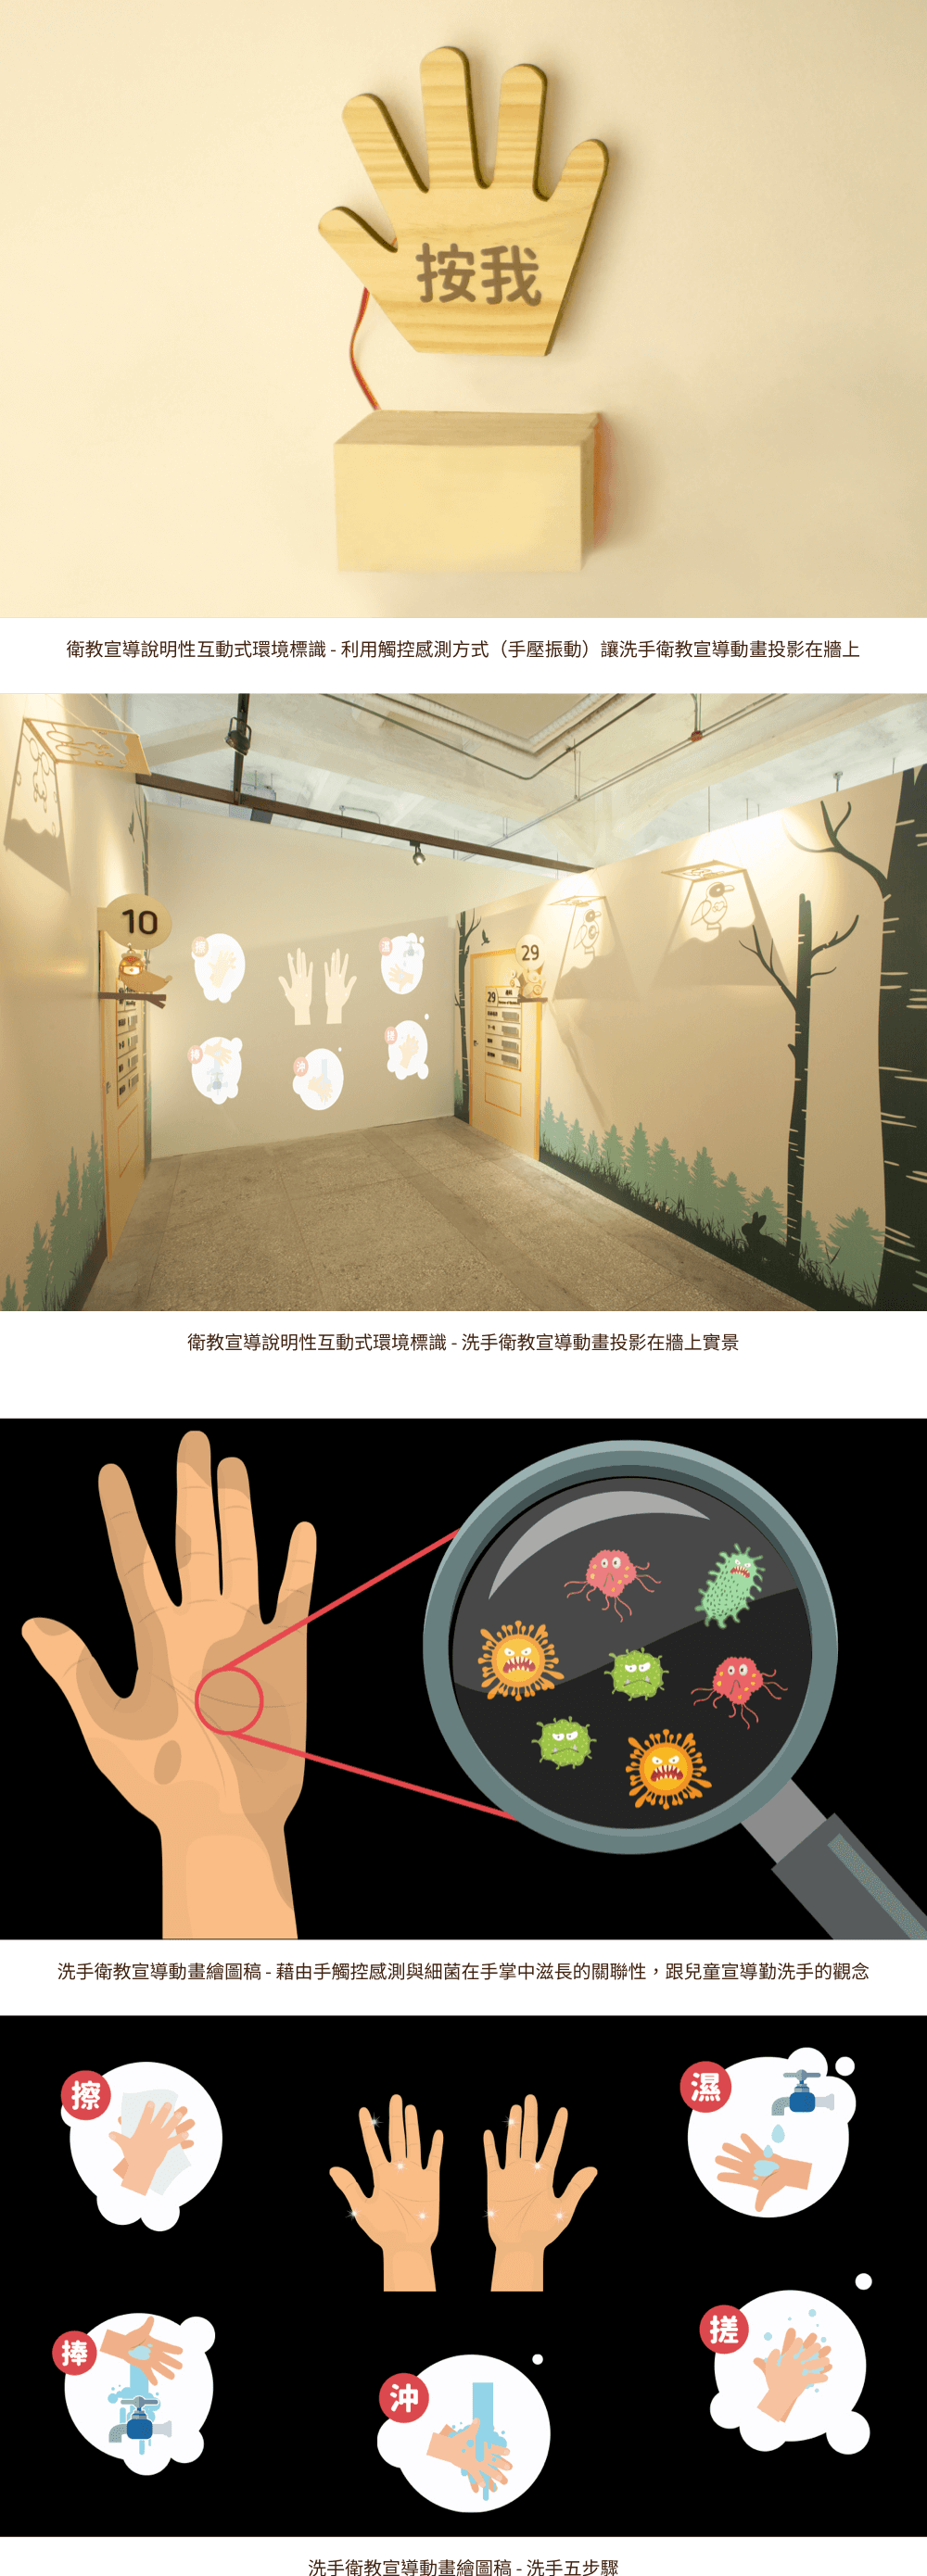 按我
衛教宣導說明性互動式環境標識 - 利用觸控感測方式（手壓振動）讓洗手衛教宣導動畫投影在牆上
10
29
29
擦
濕
捧
沖
搓
衛教宣導說明性互動式環境標識 - 洗手衛教宣導動畫投影在牆上實景
洗手衛教宣導動畫繪圖稿 - 藉由手觸控感測與細菌在手掌中滋長的關聯性，跟兒童宣導勤洗手的觀念
擦
濕
捧
沖
搓
洗手衛教宣導動畫繪圖稿 - 洗手五步驟